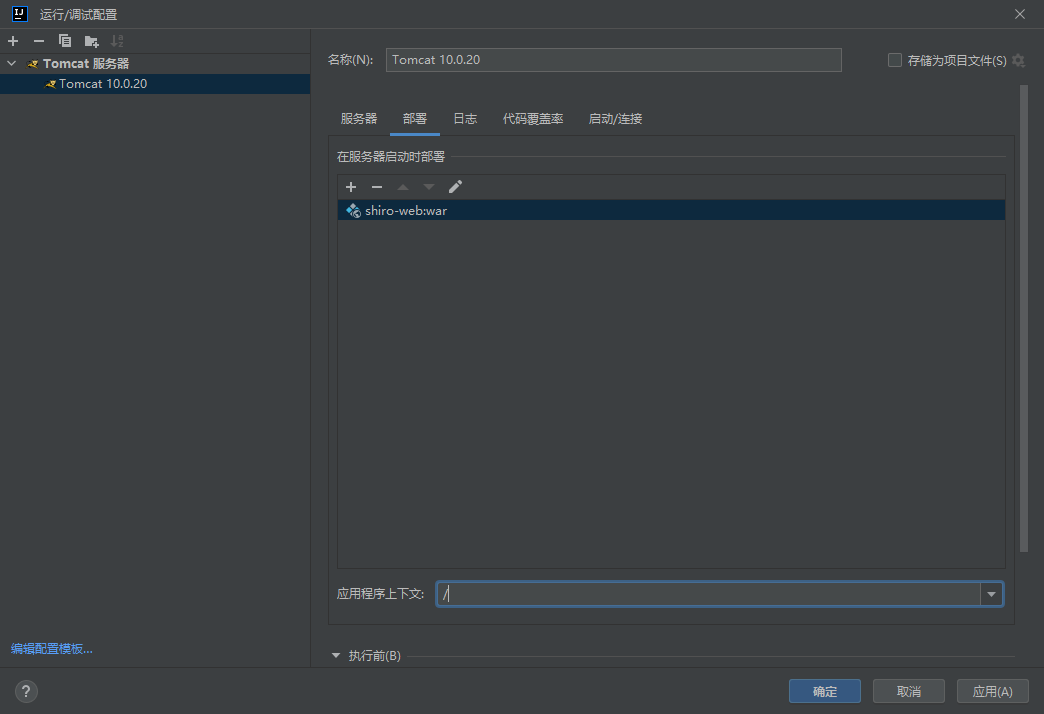 运行/调试配置
Tomcat 服务器
Tomcat 10.0.20
名称(N): Tomcat 10.0.20
存储为项目文件(S)
服务器 部署 日志 代码覆盖率 启动/连接
在服务器启动时部署
shiro-web:war
应用程序上下文: /
执行前(B)
编辑配置模板...
? 确定 取消 应用(A)